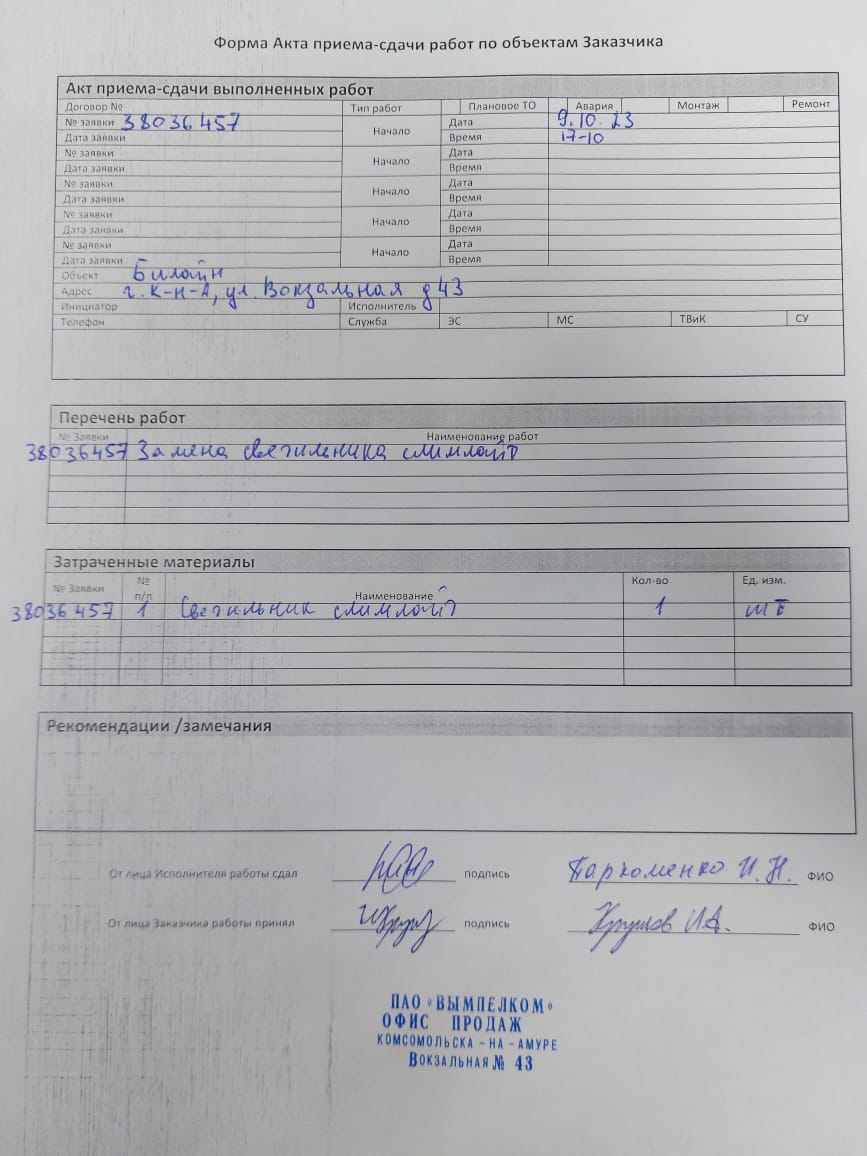 Форма Акта приема-сдачи работ по объектам Заказчика
Акт приема-сдачи выполненных работ
Договор № Тип работ Плановое ТО Авария Монтаж Ремонт
№ заявки 38036457 Начало Дата 9.10.23
Дата заявки Время 17-10
№ заявки Начало Дата
Дата заявки Время
№ заявки Начало Дата
Дата заявки Время
№ заявки Начало Дата
Дата заявки Время
№ заявки Начало Дата
Дата заявки Время
Объект Билайн
Адрес г. К-Н-А, ул. Вокзальная д 43
Инициатор Исполнитель
Телефон Служба ЭС МС ТВиК СУ
Перечень работ
№ Заявки Наименование работ
38036457 Замена светильника слимлайт
Затраченные материалы
№ Заявки № п/п Наименование Кол-во Ед. изм.
38036457 1 Светильник слимлайт 1 шт
Рекомендации /замечания
От лица Исполнителя работы сдал подпись Пархоменко И.Н. ФИО
От лица Заказчика работы принял подпись ФИО
ПАО «ВЫМПЕЛКОМ»
ОФИС ПРОДАЖ
КОМСОМОЛЬСКА - НА - АМУРЕ
ВОКЗАЛЬНАЯ № 43